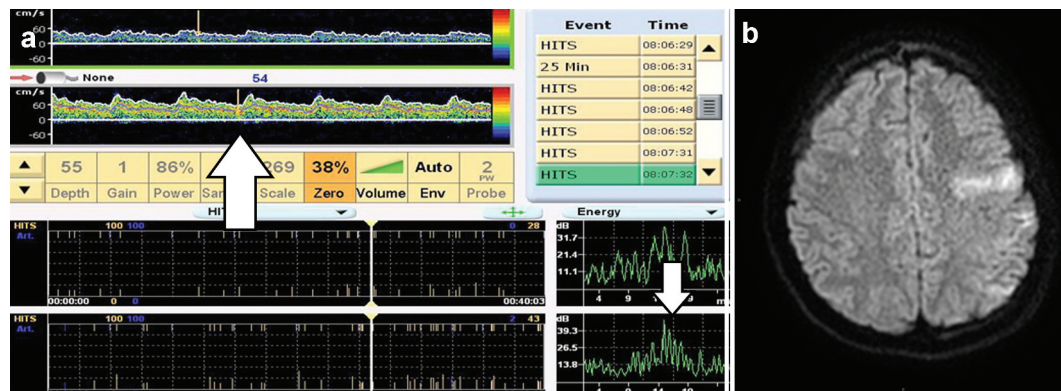 a
cm/s
60
0
-60
None
54
cm/s
60
0
-60
55 1 86% 269 38% Auto 2
PW
Depth Gain Power Scale Zero Volume Env Probe
Event Time
HITS 08:06:29
25 Min 08:06:31
HITS 08:06:42
HITS 08:06:48
HITS 08:06:52
HITS 08:07:31
HITS 08:07:32
Energy
HITS 100 100 0 28
Art.
00:00:00 0 0 00:40:03
HITS 100 100 2 43
Art.
dB
31.7
21.4
11.1
4 9
dB
39.3
26.5
13.8
4 9 14 19
b